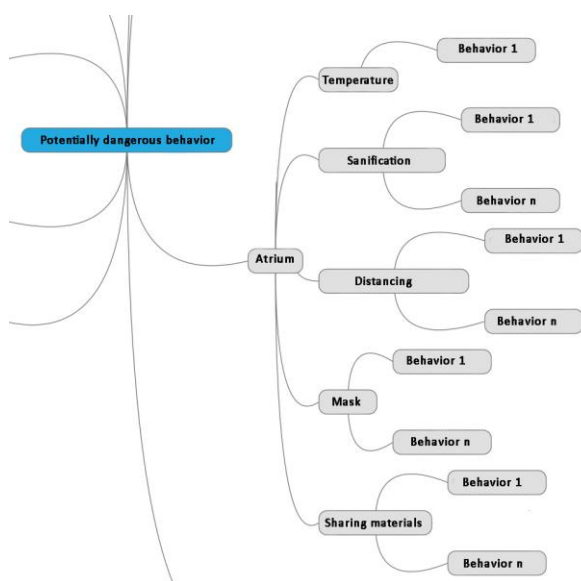 Behavior 1
Temperature
Behavior 1
Potentially dangerous behavior
Sanification
Behavior n
Behavior 1
Atrium
Distancing
Behavior n
Behavior 1
Mask
Behavior n
Behavior 1
Sharing materials
Behavior n